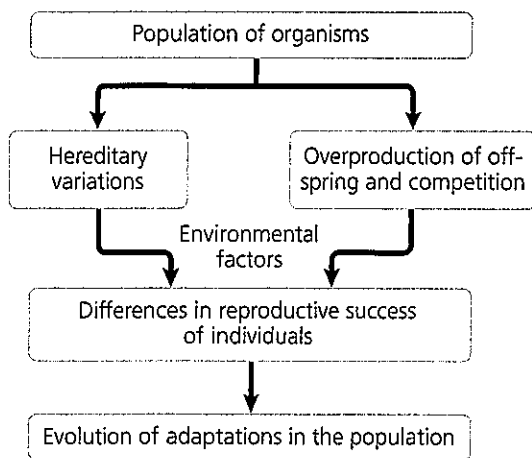 Population of organisms
Hereditary
variations
Overproduction of off-
spring and competition
Environmental
factors
Differences in reproductive success
of individuals
Evolution of adaptations in the population